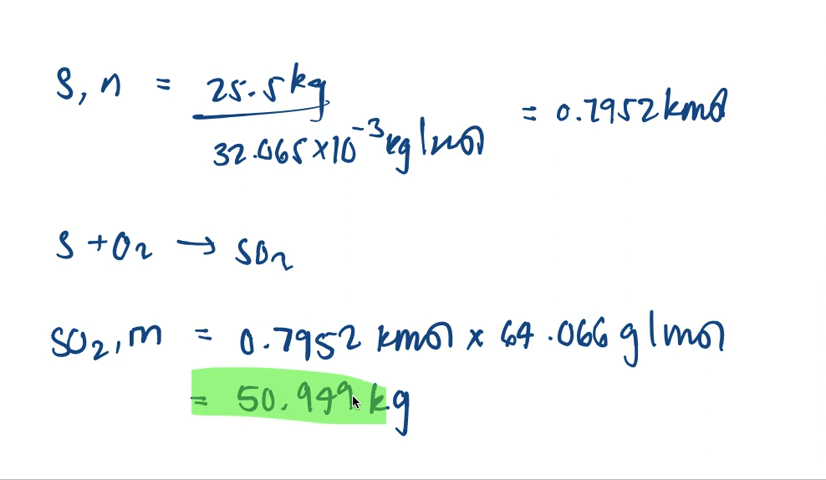 S, n = 25.5 kg / 32.065 × 10⁻³ kg/mol = 0.7952 kmol
S + O₂ → SO₂
SO₂, m = 0.7952 kmol × 64.066 g/mol
= 50.949 kg